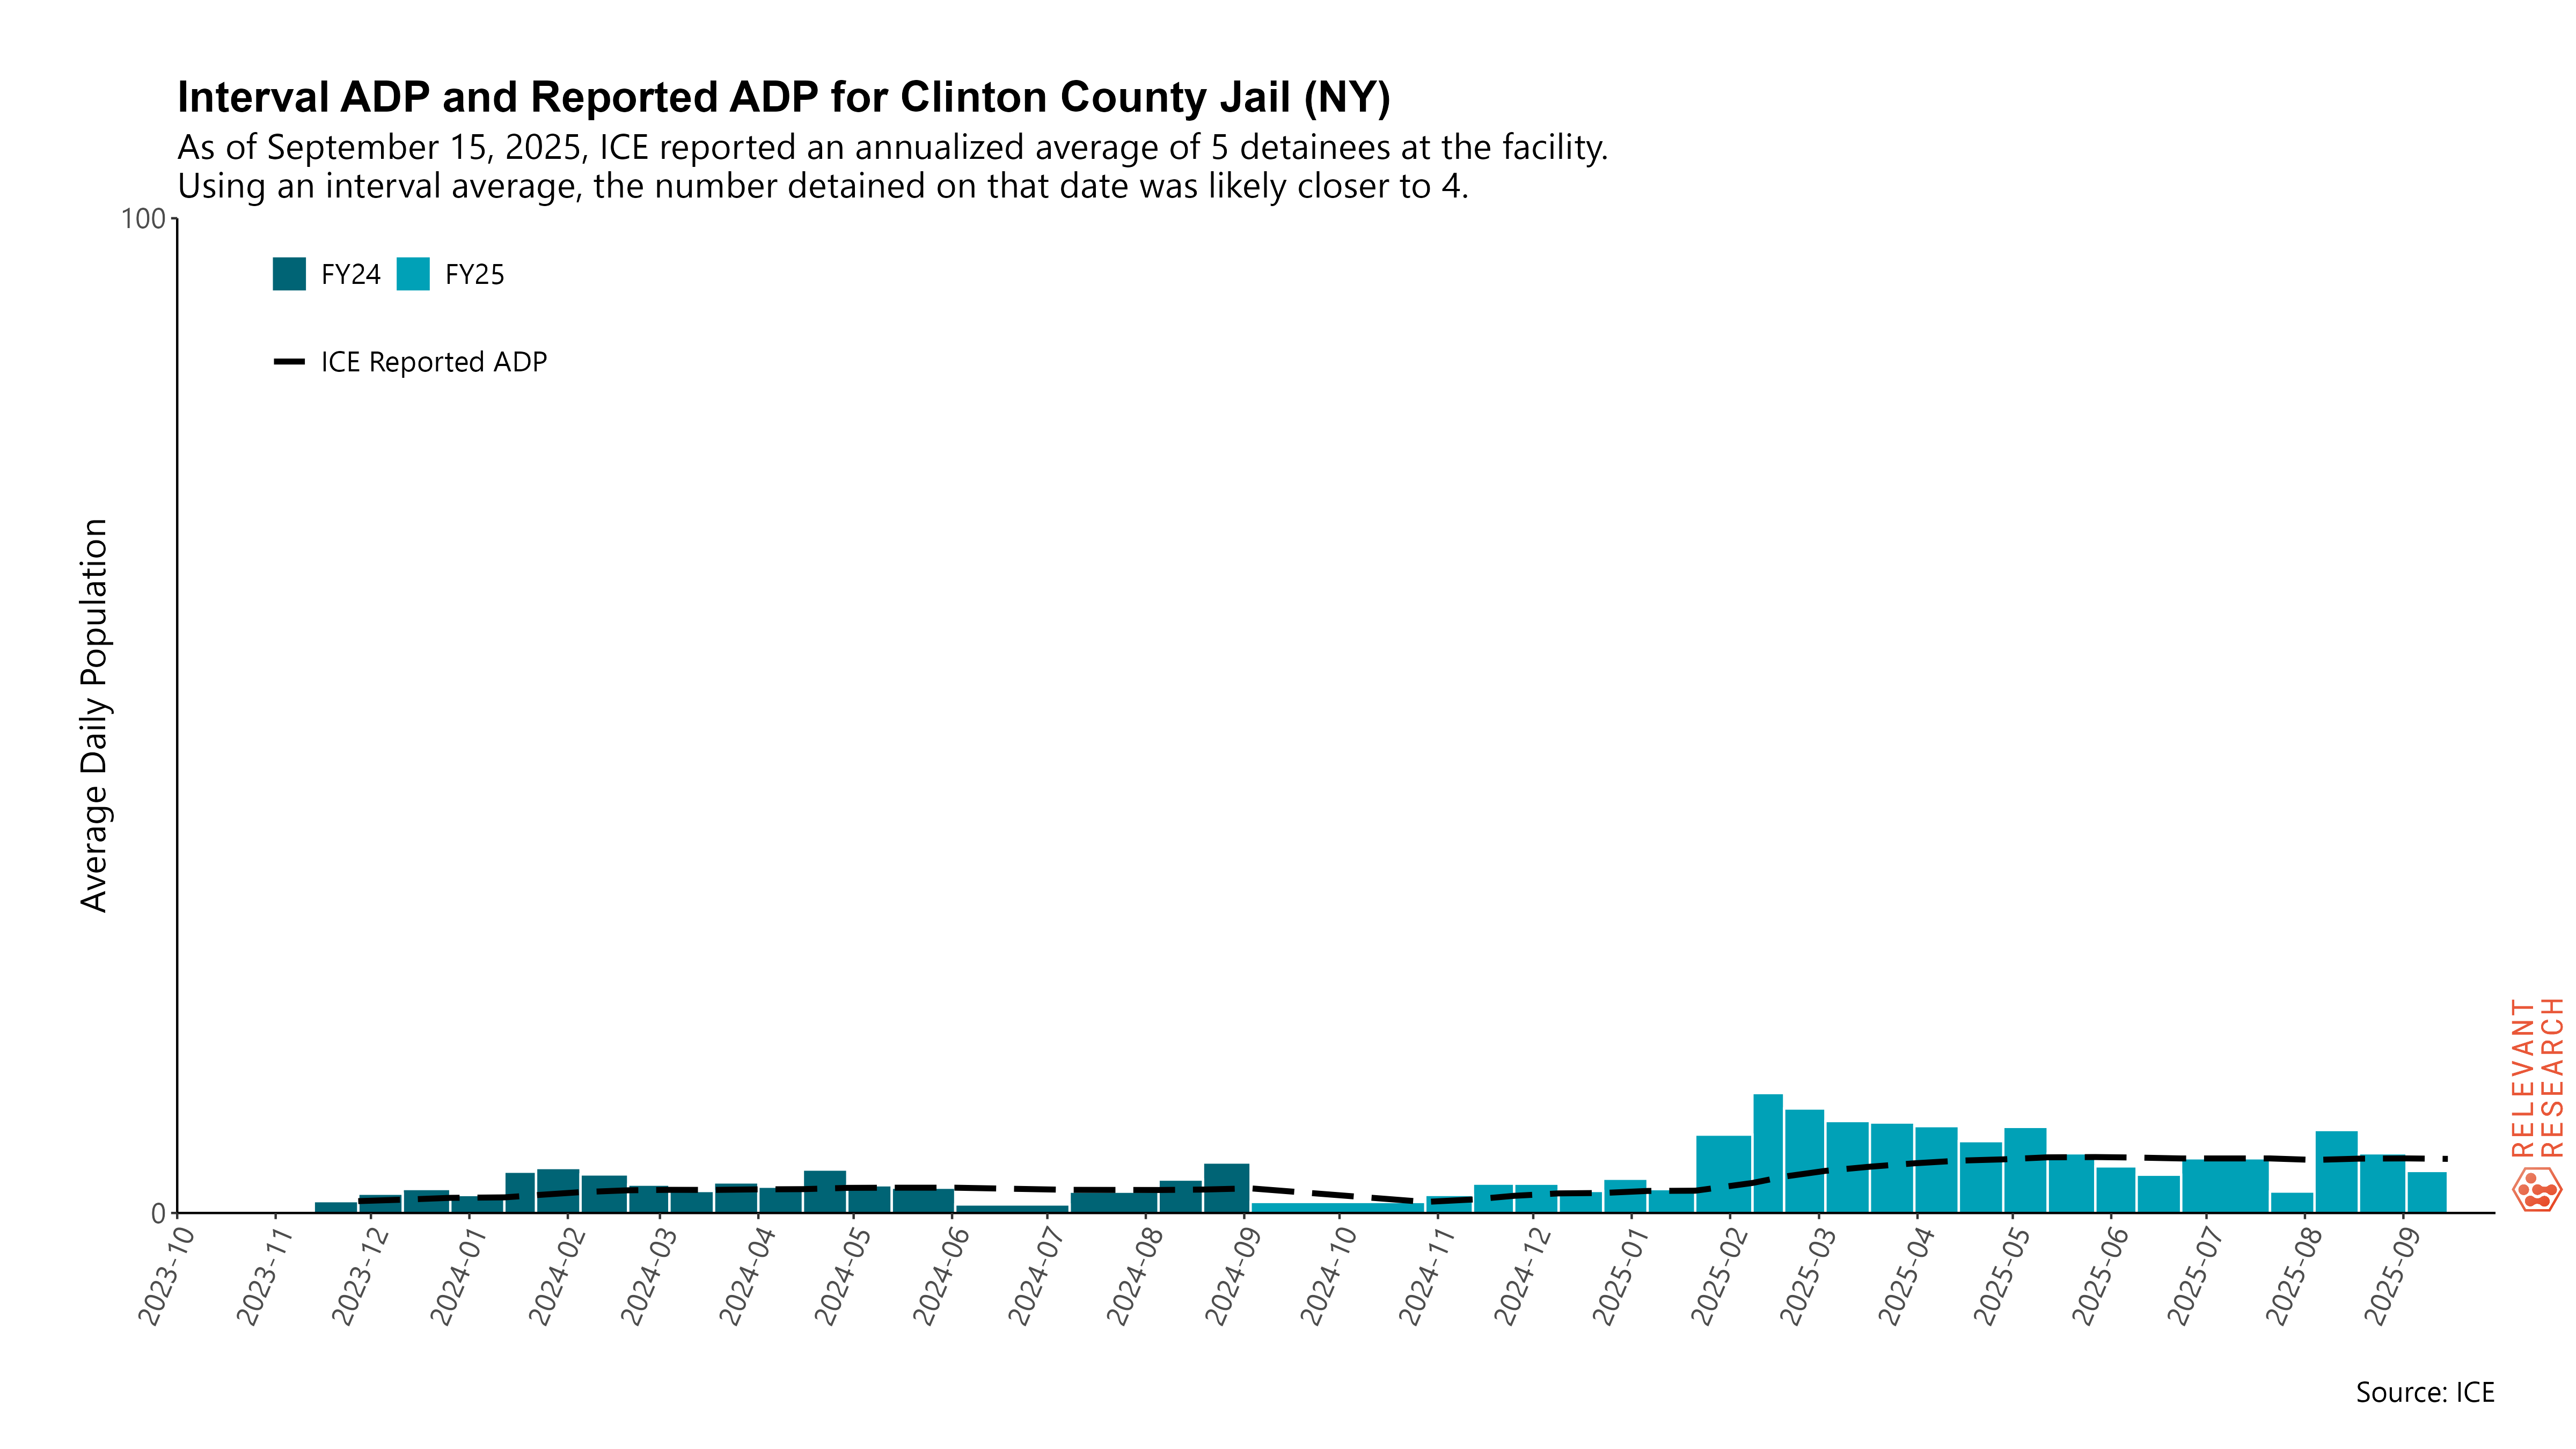 Interval ADP and Reported ADP for Clinton County Jail (NY)
As of September 15, 2025, ICE reported an annualized average of 5 detainees at the facility.
Using an interval average, the number detained on that date was likely closer to 4.
100
FY24 FY25
ICE Reported ADP
Average Daily Population
0
2023-10 2023-11 2023-12 2024-01 2024-02 2024-03 2024-04 2024-05 2024-06 2024-07 2024-08 2024-09 2024-10 2024-11 2024-12 2025-01 2025-02 2025-03 2025-04 2025-05 2025-06 2025-07 2025-08 2025-09
RELEVANT
RESEARCH
Source: ICE